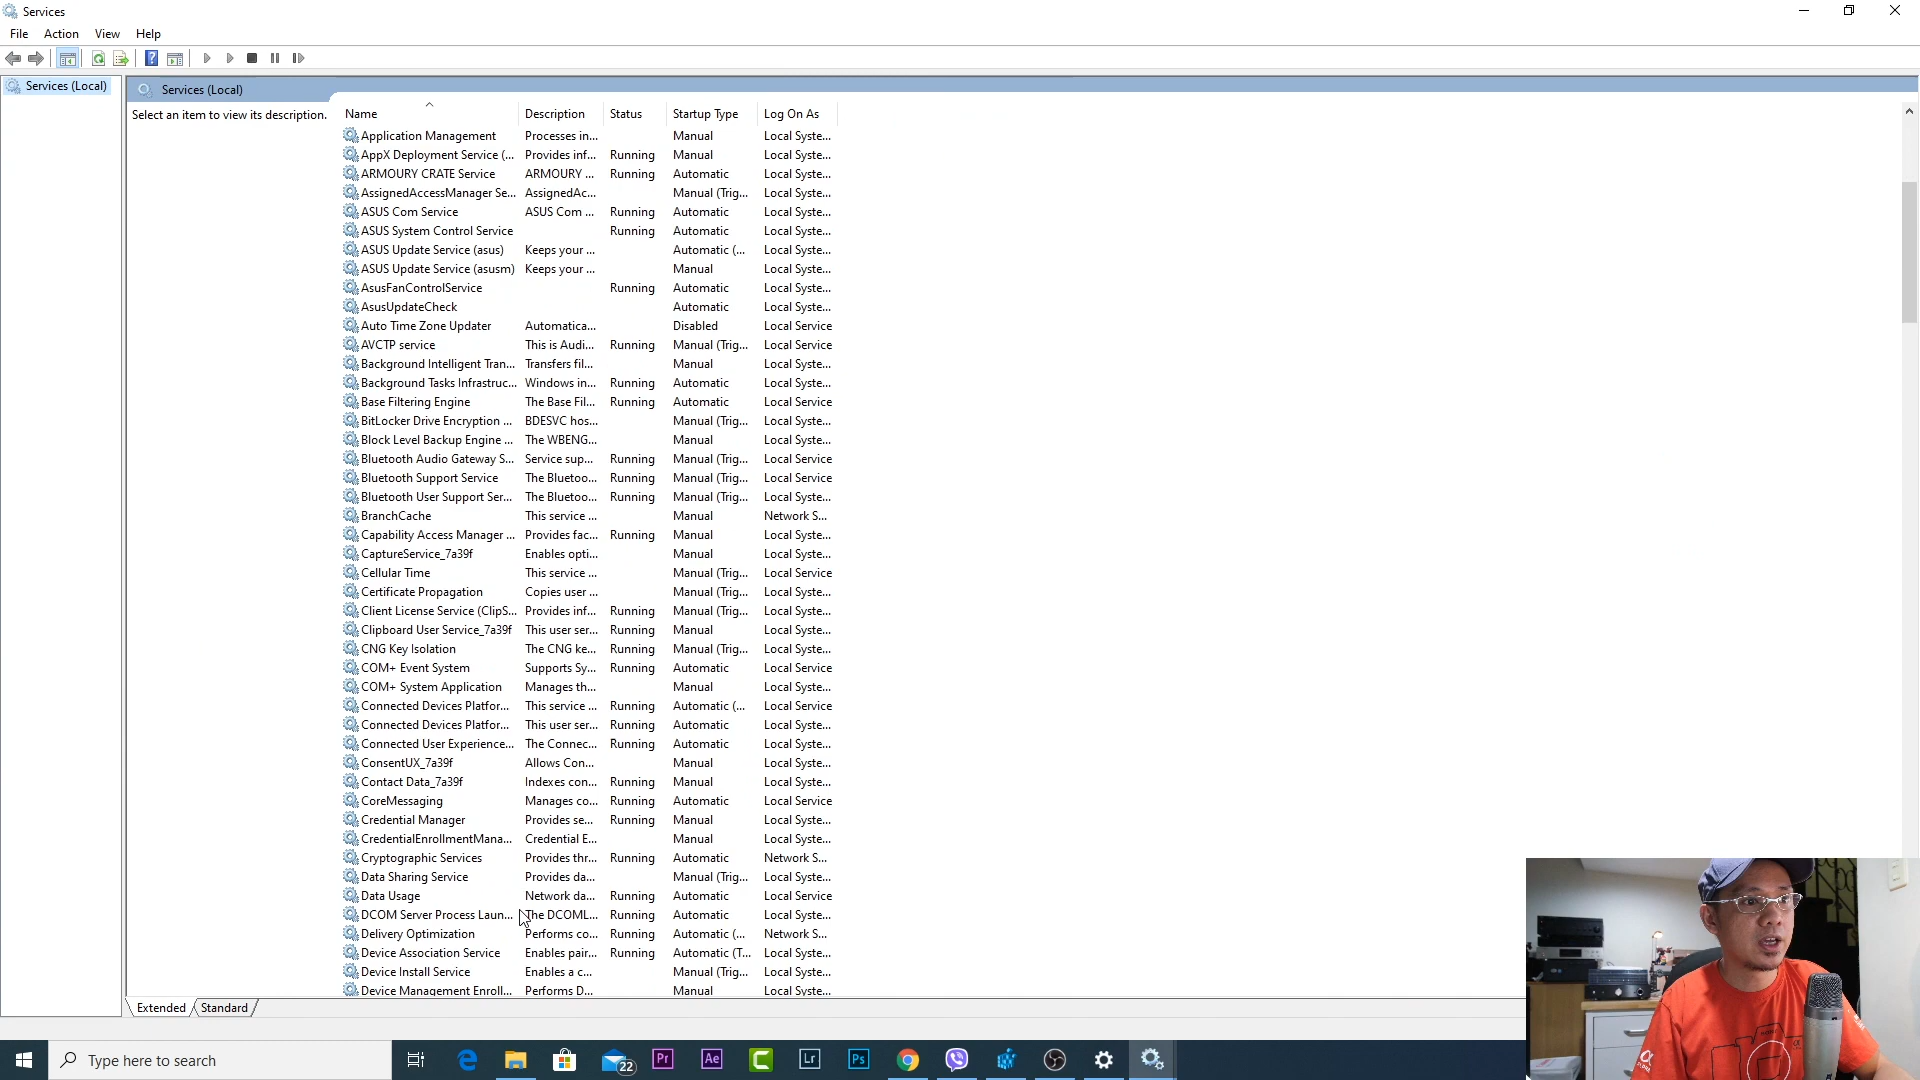 Services
File Action View Help
Services (Local)
Services (Local)
Select an item to view its description.
Name Description Status Startup Type Log On As
Application Management Processes in... Manual Local Syste...
AppX Deployment Service (... Provides inf... Running Manual Local Syste...
ARMOURY CRATE Service ARMOURY ... Running Automatic Local Syste...
AssignedAccessManager Se... AssignedAc... Manual (Trig... Local Syste...
ASUS Com Service ASUS Com ... Running Automatic Local Syste...
ASUS System Control Service Running Automatic Local Syste...
ASUS Update Service (asus) Keeps your ... Automatic (... Local Syste...
ASUS Update Service (asusm) Keeps your ... Manual Local Syste...
AsusFanControlService Running Automatic Local Syste...
AsusUpdateCheck Automatic Local Syste...
Auto Time Zone Updater Automatica... Disabled Local Service
AVCTP service This is Audi... Running Manual (Trig... Local Service
Background Intelligent Tran... Transfers fil... Manual Local Syste...
Background Tasks Infrastruc... Windows in... Running Automatic Local Syste...
Base Filtering Engine The Base Fil... Running Automatic Local Service
BitLocker Drive Encryption ... BDESVC hos... Manual (Trig... Local Syste...
Block Level Backup Engine ... The WBENG... Manual Local Syste...
Bluetooth Audio Gateway S... Service sup... Running Manual (Trig... Local Service
Bluetooth Support Service The Bluetoo... Running Manual (Trig... Local Service
Bluetooth User Support Ser... The Bluetoo... Running Manual (Trig... Local Syste...
BranchCache This service ... Manual Network S...
Capability Access Manager ... Provides fac... Running Manual Local Syste...
CaptureService_7a39f Enables opti... Manual Local Syste...
Cellular Time This service ... Manual (Trig... Local Service
Certificate Propagation Copies user ... Manual (Trig... Local Syste...
Client License Service (ClipS... Provides inf... Running Manual (Trig... Local Syste...
Clipboard User Service_7a39f This user ser... Running Manual Local Syste...
CNG Key Isolation The CNG ke... Running Manual (Trig... Local Syste...
COM+ Event System Supports Sy... Running Automatic Local Service
COM+ System Application Manages th... Manual Local Syste...
Connected Devices Platfor... This service ... Running Automatic (... Local Service
Connected Devices Platfor... This user ser... Running Automatic Local Syste...
Connected User Experience... The Connec... Running Automatic Local Syste...
ConsentUX_7a39f Allows Con... Manual Local Syste...
Contact Data_7a39f Indexes con... Running Manual Local Syste...
CoreMessaging Manages co... Running Automatic Local Service
Credential Manager Provides se... Running Manual Local Syste...
CredentialEnrollmentMana... Credential E... Manual Local Syste...
Cryptographic Services Provides thr... Running Automatic Network S...
Data Sharing Service Provides da... Manual (Trig... Local Syste...
Data Usage Network da... Running Automatic Local Service
DCOM Server Process Laun... The DCOML... Running Automatic Local Syste...
Delivery Optimization Performs co... Running Automatic (... Network S...
Device Association Service Enables pair... Running Automatic (T... Local Syste...
Device Install Service Enables a c... Manual (Trig... Local Syste...
Device Management Enroll... Performs D... Manual Local Syste...
Extended Standard
Type here to search 22 Pr Ae Lr Ps